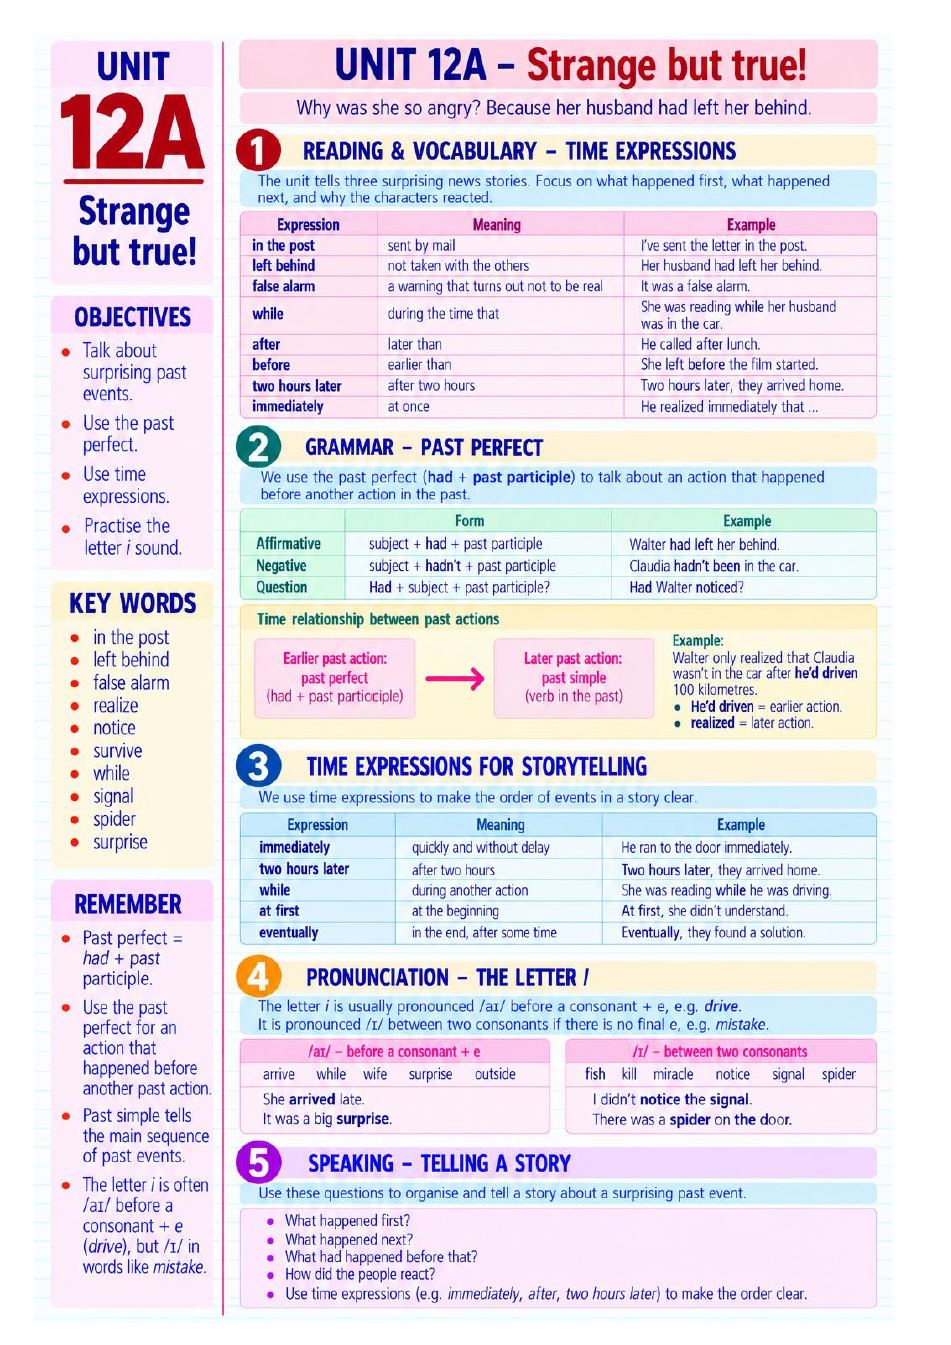 UNIT
12A
Strange
but true!
OBJECTIVES
• Talk about
surprising past
events.
• Use the past
perfect.
• Use time
expressions.
• Practise the
letter i sound.
KEY WORDS
• in the post
• left behind
• false alarm
• realize
• notice
• survive
• while
• signal
• spider
• surprise
REMEMBER
• Past perfect =
had + past
participle.
• Use the past
perfect for an
action that
happened before
another past action.
• Past simple tells
the main sequence
of past events.
• The letter i is often
/aɪ/ before a
consonant + e
(drive), but /ɪ/ in
words like mistake.
UNIT 12A – Strange but true!
Why was she so angry? Because her husband had left her behind.
1 READING & VOCABULARY – TIME EXPRESSIONS
The unit tells three surprising news stories. Focus on what happened first, what happened
next, and why the characters reacted.
Expression Meaning Example
in the post sent by mail I've sent the letter in the post.
left behind not taken with the others Her husband had left her behind.
false alarm a warning that turns out not to be real It was a false alarm.
while during the time that She was reading while her husband
was in the car.
after later than He called after lunch.
before earlier than She left before the film started.
two hours later after two hours Two hours later, they arrived home.
immediately at once He realized immediately that ...
2 GRAMMAR – PAST PERFECT
We use the past perfect (had + past participle) to talk about an action that happened
before another action in the past.
Form Example
Affirmative subject + had + past participle Walter had left her behind.
Negative subject + hadn't + past participle Claudia hadn't been in the car.
Question Had + subject + past participle? Had Walter noticed?
Time relationship between past actions
Earlier past action:
past perfect
(had + past particiciple)
Later past action:
past simple
(verb in the past)
Example:
Walter only realized that Claudia
wasn't in the car after he'd driven
100 kilometres.
• He'd driven = earlier action.
• realized = later action.
3 TIME EXPRESSIONS FOR STORYTELLING
We use time expressions to make the order of events in a story clear.
Expression Meaning Example
immediately quickly and without delay He ran to the door immediately.
two hours later after two hours Two hours later, they arrived home.
while during another action She was reading while he was driving.
at first at the beginning At first, she didn't understand.
eventually in the end, after some time Eventually, they found a solution.
4 PRONUNCIATION – THE LETTER I
The letter i is usually pronounced /aɪ/ before a consonant + e, e.g. drive.
It is pronounced /ɪ/ between two consonants if there is no final e, e.g. mistake.
/aɪ/ – before a consonant + e
arrive while wife surprise outside
She arrived late.
It was a big surprise.
/ɪ/ – between two consonants
fish kill miracle notice signal spider
I didn't notice the signal.
There was a spider on the door.
5 SPEAKING – TELLING A STORY
Use these questions to organise and tell a story about a surprising past event.
• What happened first?
• What happened next?
• What had happened before that?
• How did the people react?
• Use time expressions (e.g. immediately, after, two hours later) to make the order clear.